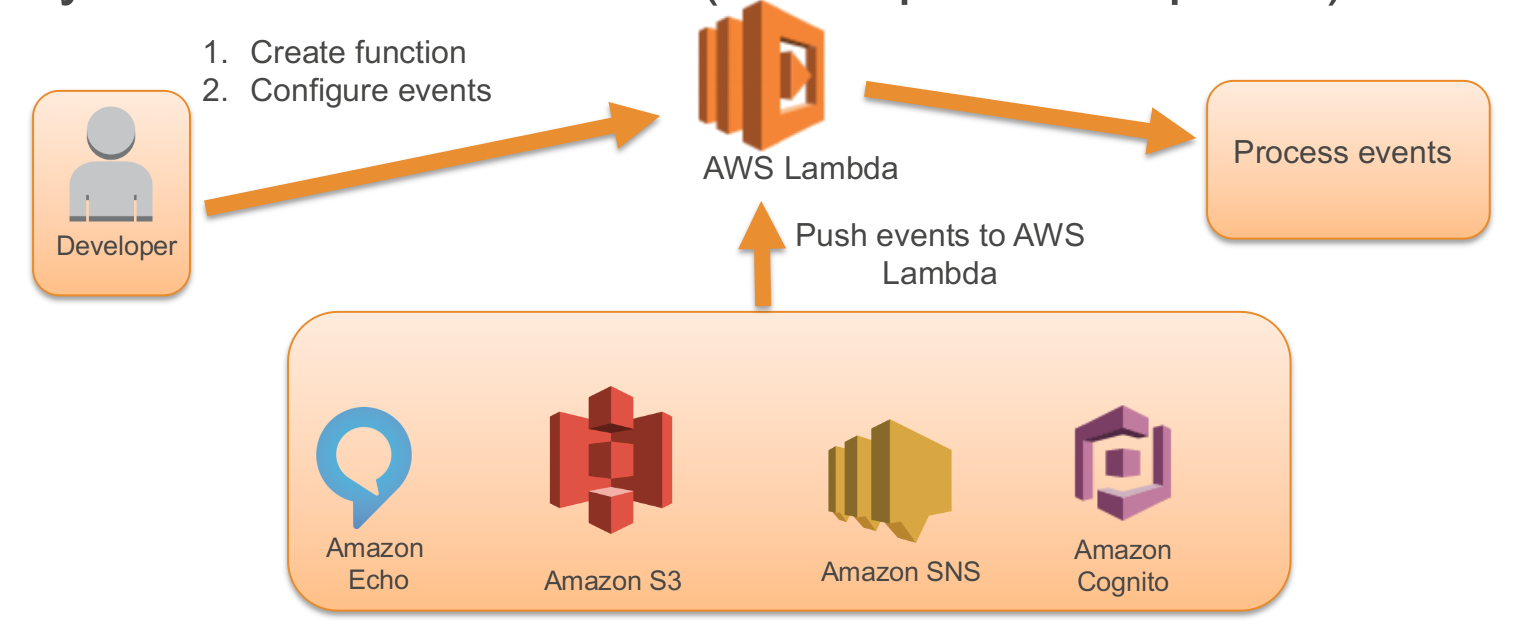 1. Create function
2. Configure events
AWS Lambda
Process events
Developer
Push events to AWS
Lambda
Amazon
Echo
Amazon S3
Amazon SNS
Amazon
Cognito